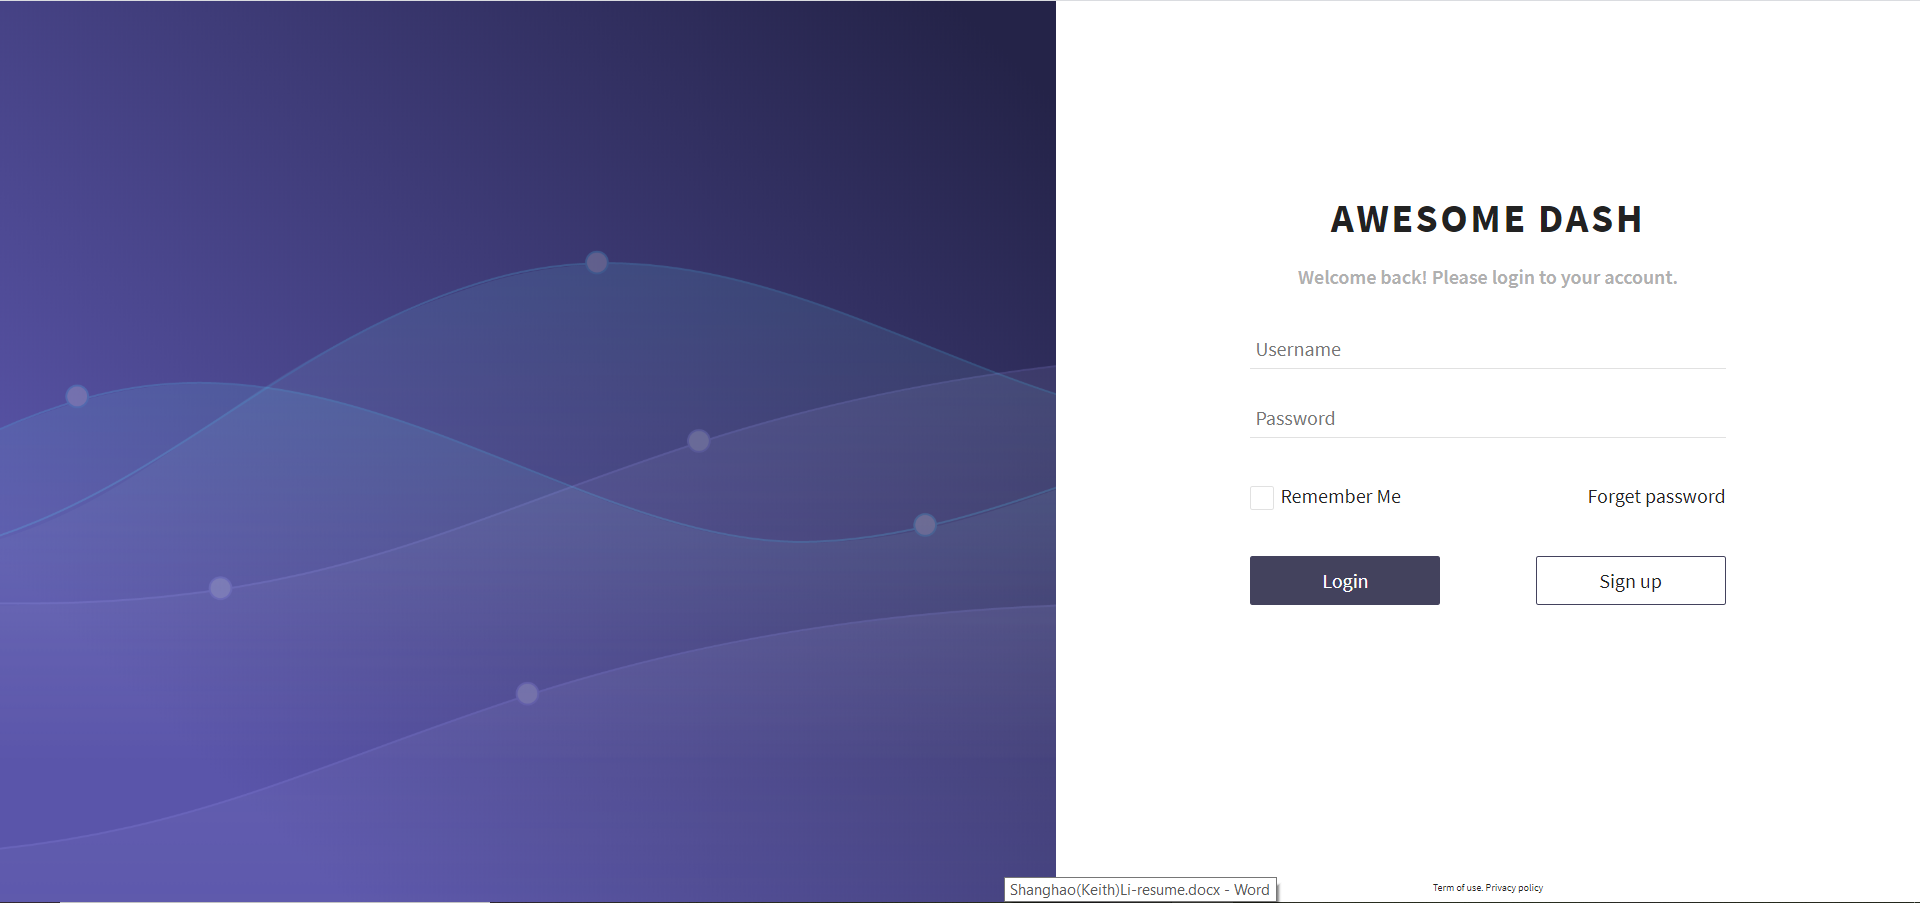 AWESOME DASH
Welcome back! Please login to your account.
Username
Password
Remember Me
Forget password
Login
Sign up
Shanghao(Keith)Li-resume.docx - Word
Term of use. Privacy policy